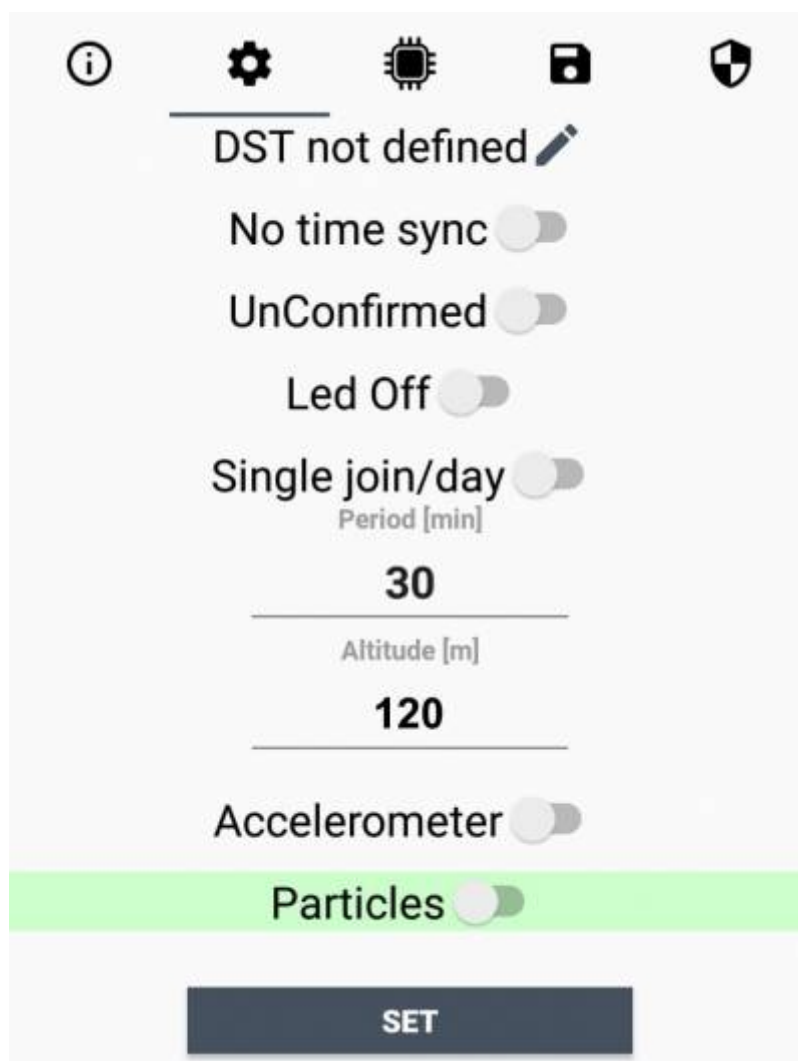 DST not defined
No time sync
UnConfirmed
Led Off
Single join/day
Period [min]
30
Altitude [m]
120
Accelerometer
Particles
SET